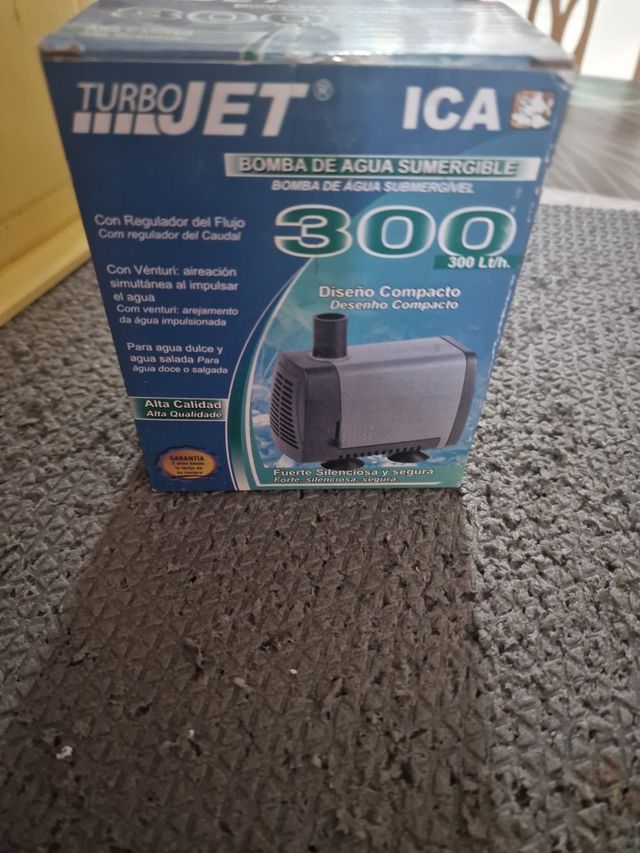 300
TURBOJET®
ICA
BOMBA DE AGUA SUMERGIBLE
BOMBA DE ÁGUA SUBMERGÍVEL
300
300 Lt/h.
Con Regulador del Flujo
Com regulador del Caudal
Con Vénturi: aireación
simultánea al impulsar
el agua
Com venturi: arejamento
da água impulsionada
Para agua dulce y
agua salada Para
água doce o salgada
Diseño Compacto
Desenho Compacto
Alta Calidad
Alta Qualidade
GARANTÍA
Fuerte Silenciosa y segura
Forte, silenciosa, segura.